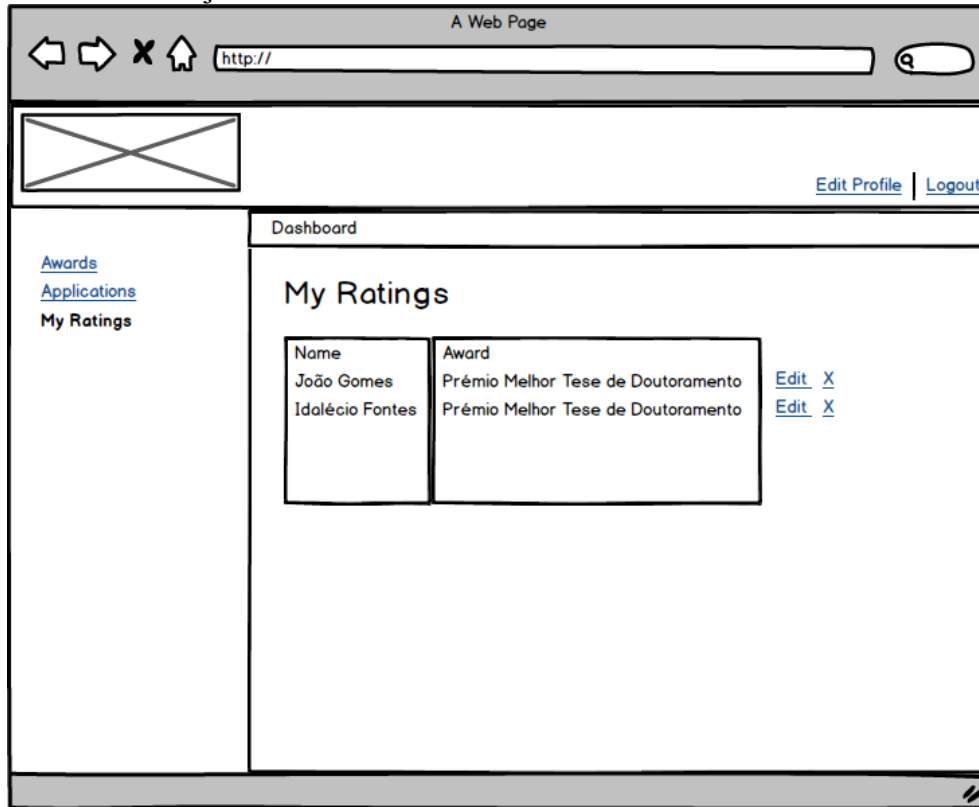 A Web Page
http://
Edit Profile Logout
Dashboard
Awards
Applications
My Ratings
My Ratings
Name Award
João Gomes Prémio Melhor Tese de Doutoramento Edit X
Idalécio Fontes Prémio Melhor Tese de Doutoramento Edit X